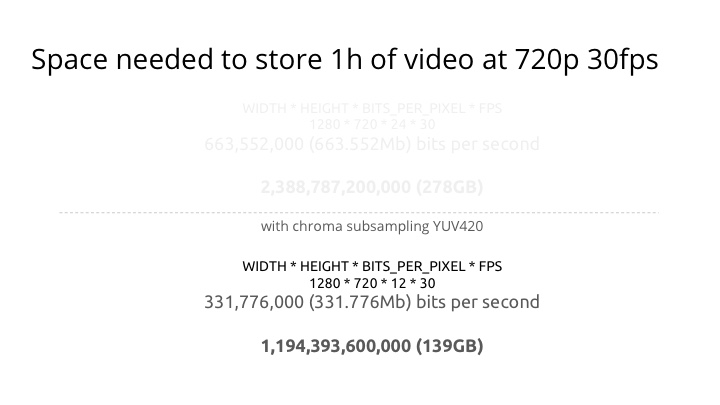 Space needed to store 1h of video at 720p 30fps
WIDTH * HEIGHT * BITS_PER_PIXEL * FPS
1280 * 720 * 24 * 30
663,552,000 (663.552Mb) bits per second
2,388,787,200,000 (278GB)
with chroma subsampling YUV420
WIDTH * HEIGHT * BITS_PER_PIXEL * FPS
1280 * 720 * 12 * 30
331,776,000 (331.776Mb) bits per second
1,194,393,600,000 (139GB)